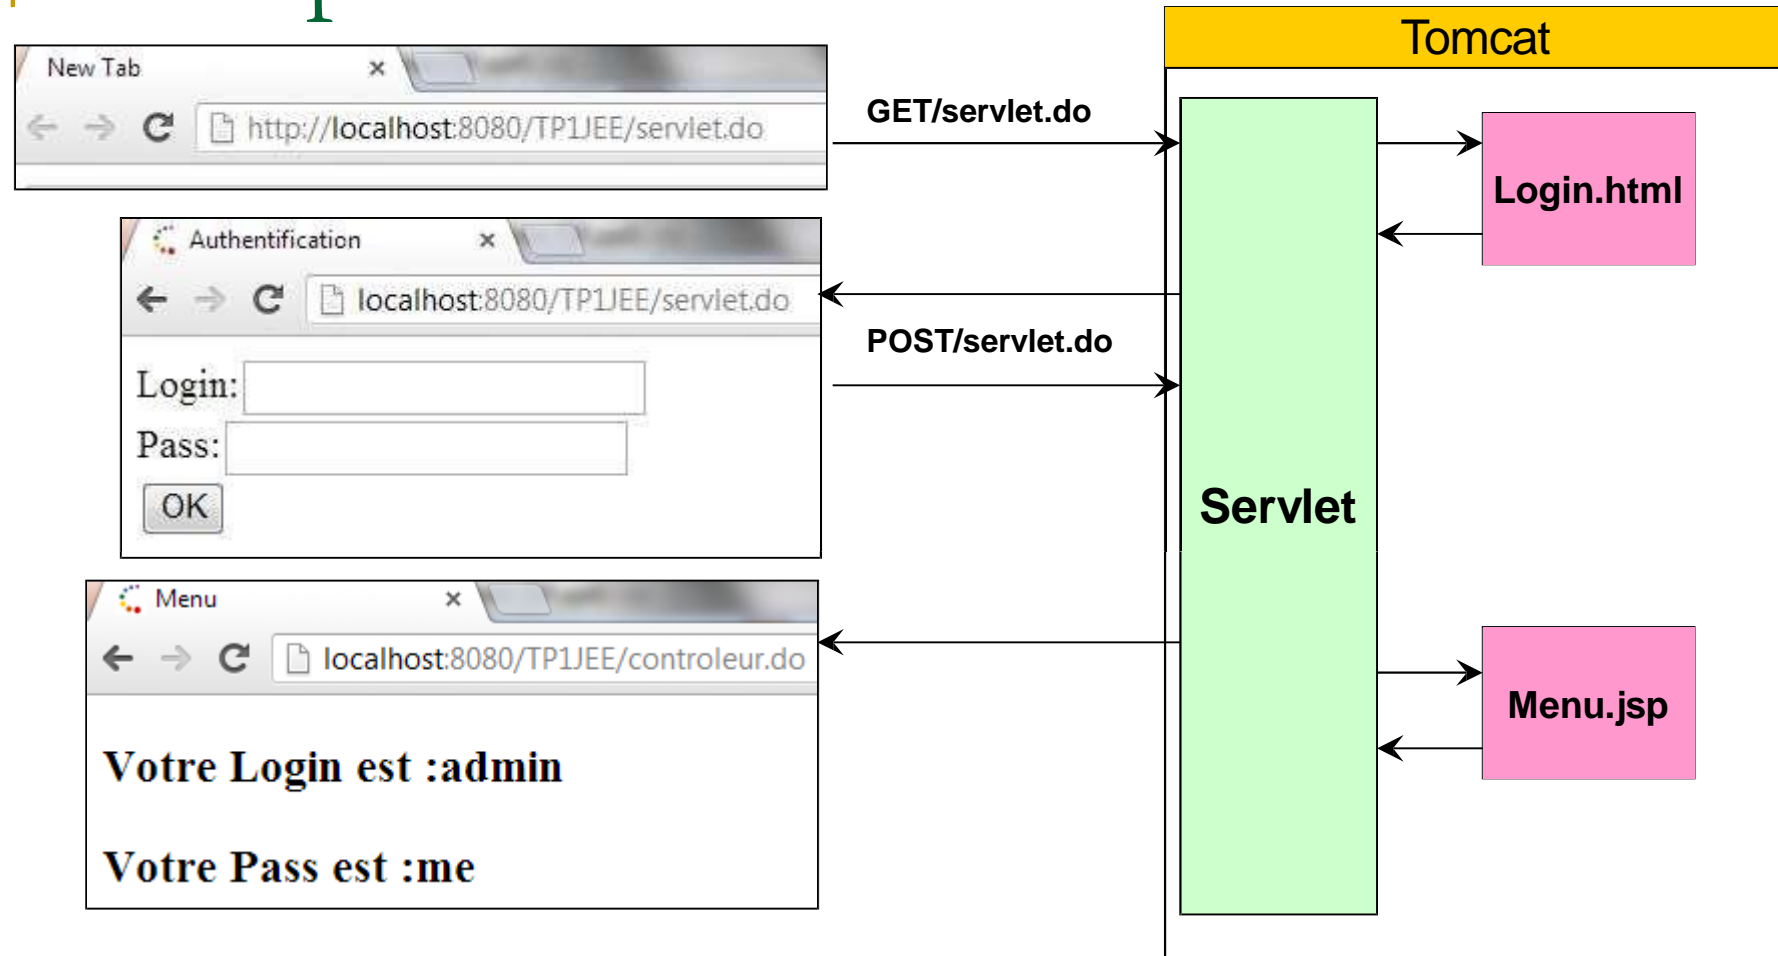 Tomcat
New Tab
http://localhost:8080/TP1JEE/servlet.do
GET/servlet.do
Login.html
Authentification
localhost:8080/TP1JEE/servlet.do
POST/servlet.do
Login:
Pass:
OK
Servlet
Menu
localhost:8080/TP1JEE/controleur.do
Menu.jsp
Votre Login est :admin
Votre Pass est :me